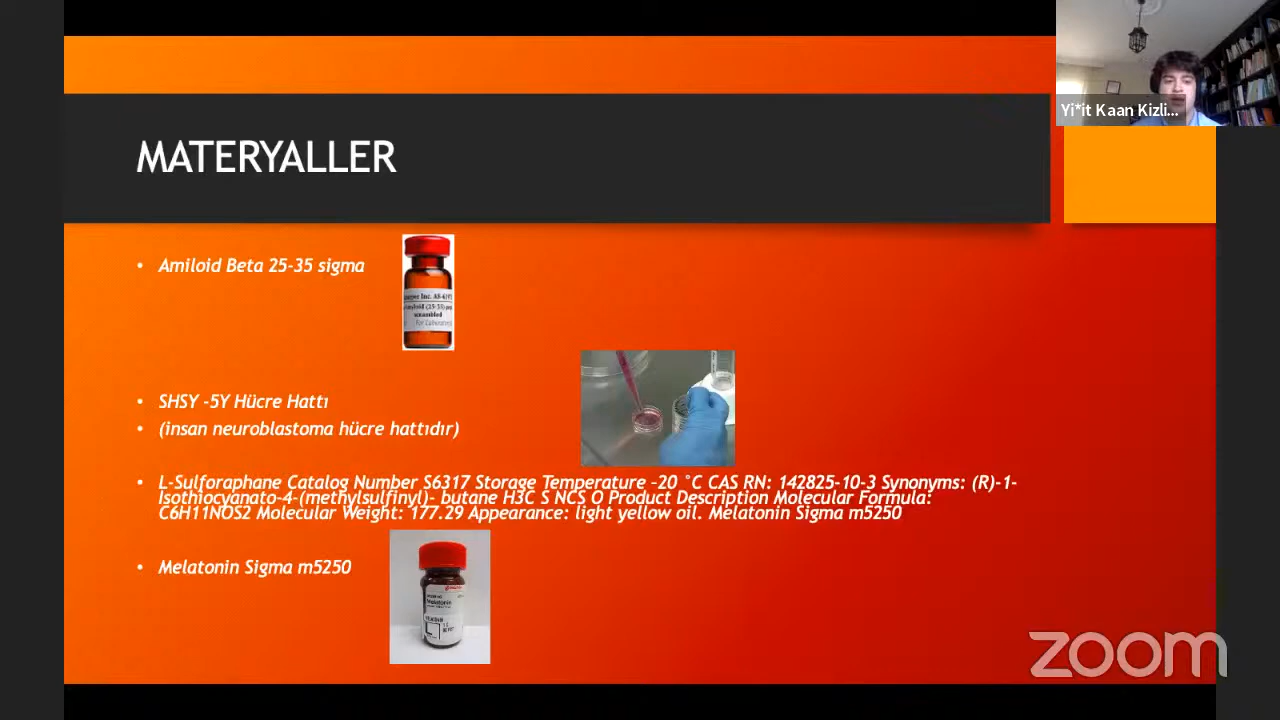 Yi*it Kaan Kizli...
MATERYALLER
• Amiloid Beta 25-35 sigma
• SHSY -5Y Hücre Hattı
• (insan neuroblastoma hücre hattıdır)
• L-Sulforaphane Catalog Number S6317 Storage Temperature –20 °C CAS RN: 142825-10-3 Synonyms: (R)-1-
Isothiocyanato-4-(methylsulfinyl)- butane H3C S NCS O Product Description Molecular Formula:
C6H11NOS2 Molecular Weight: 177.29 Appearance: light yellow oil. Melatonin Sigma m5250
• Melatonin Sigma m5250
Melatonin
zoom